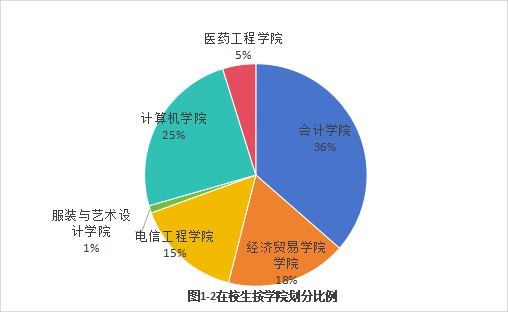 医药工程学院
5%
会计学院
36%
计算机学院
25%
服装与艺术设
计学院
1%
电信工程学院
15%
经济贸易学院
学院
18%
图1-2在校生按学院划分比例